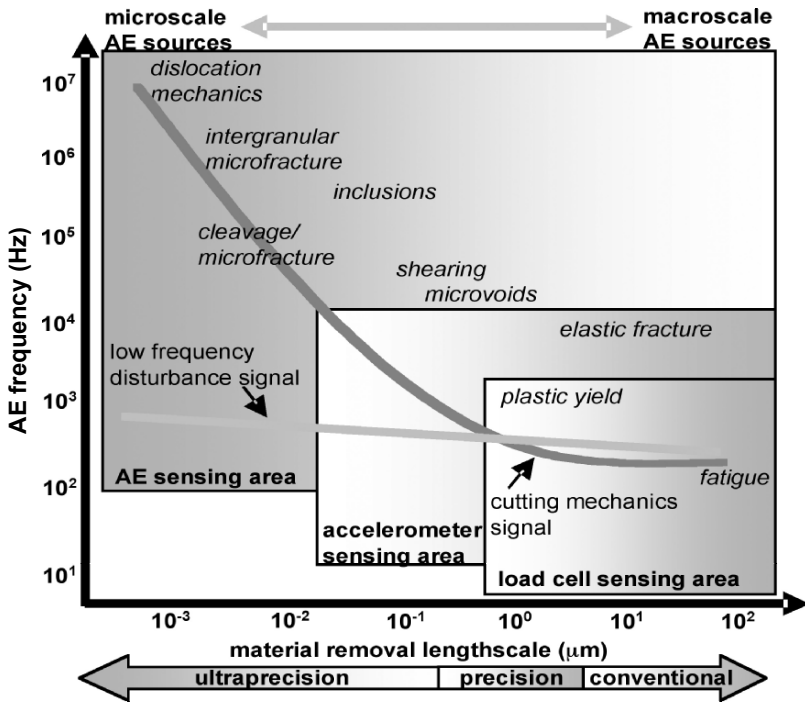 microscale
AE sources
macroscale
AE sources
AE frequency (Hz)
10⁷
10⁶
10⁵
10⁴
10³
10²
10¹
dislocation
mechanics
intergranular
microfracture
inclusions
cleavage/
microfracture
shearing
microvoids
elastic fracture
low frequency
disturbance signal
plastic yield
AE sensing area
fatigue
cutting mechanics
signal
accelerometer
sensing area
load cell sensing area
10⁻³
10⁻²
10⁻¹
10⁰
10¹
10²
material removal lengthscale (μm)
ultraprecision
precision
conventional